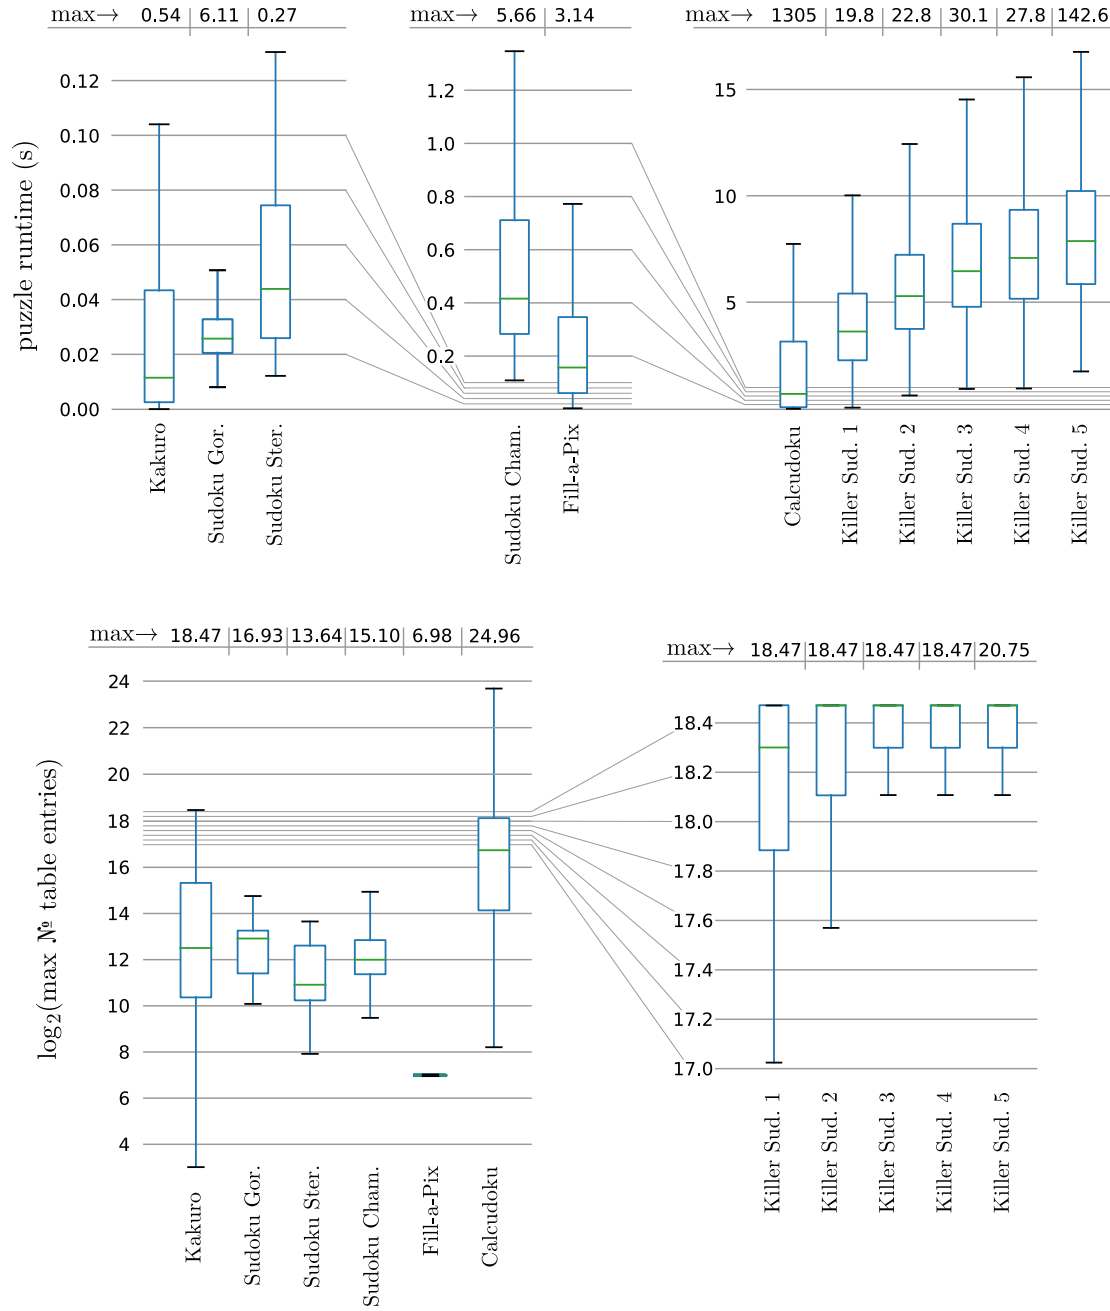 max→ 0.54 6.11 0.27
max→ 5.66 3.14
max→ 1305 19.8 22.8 30.1 27.8 142.6
puzzle runtime (s)
0.12
0.10
0.08
0.06
0.04
0.02
0.00
1.2
1.0
0.8
0.6
0.4
0.2
15
10
5
Kakuro
Sudoku Gor.
Sudoku Ster.
Sudoku Cham.
Fill-a-Pix
Calcudoku
Killer Sud. 1
Killer Sud. 2
Killer Sud. 3
Killer Sud. 4
Killer Sud. 5
max→ 18.47 16.93 13.64 15.10 6.98 24.96
max→ 18.47 18.47 18.47 18.47 20.75
log₂(max № table entries)
24
22
20
18
16
14
12
10
8
6
4
18.4
18.2
18.0
17.8
17.6
17.4
17.2
17.0
Kakuro
Sudoku Gor.
Sudoku Ster.
Sudoku Cham.
Fill-a-Pix
Calcudoku
Killer Sud. 1
Killer Sud. 2
Killer Sud. 3
Killer Sud. 4
Killer Sud. 5